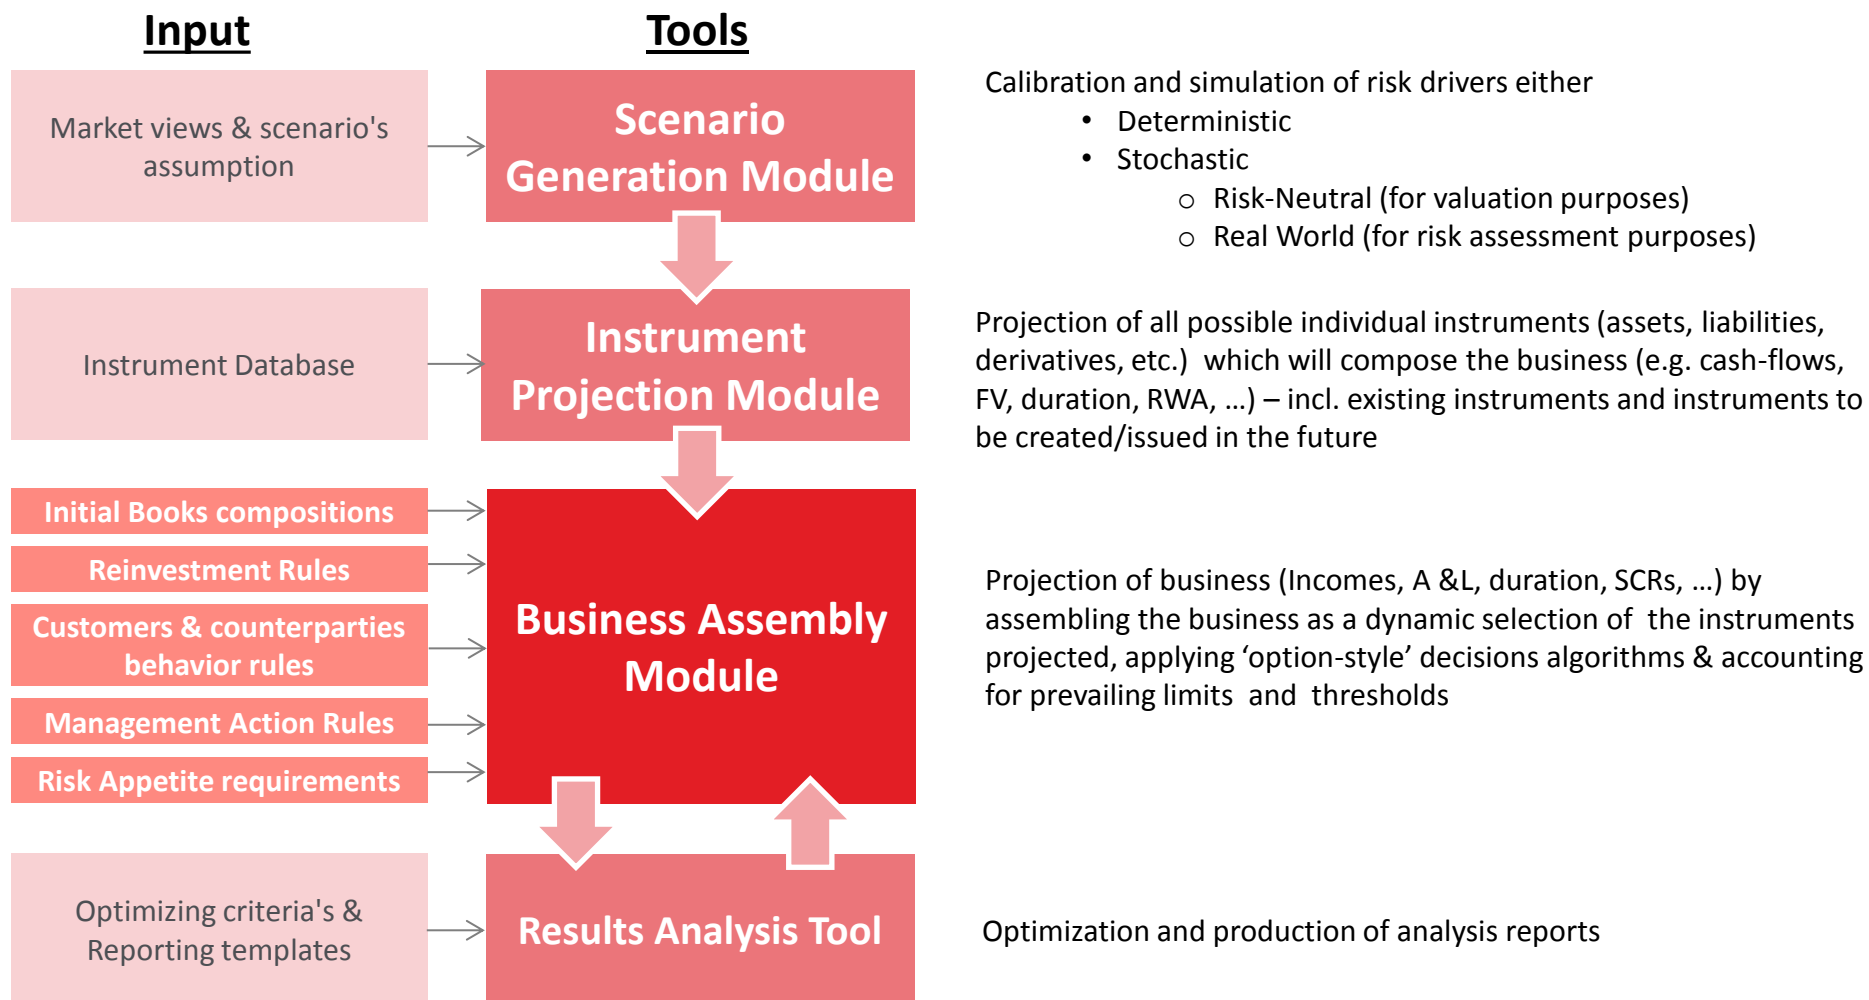 Input
Tools
Market views & scenario's
assumption
Scenario
Generation Module
Calibration and simulation of risk drivers either
• Deterministic
• Stochastic
o Risk-Neutral (for valuation purposes)
o Real World (for risk assessment purposes)
Instrument Database
Instrument
Projection Module
Projection of all possible individual instruments (assets, liabilities,
derivatives, etc.) which will compose the business (e.g. cash-flows,
FV, duration, RWA, ...) – incl. existing instruments and instruments to
be created/issued in the future
Initial Books compositions
Reinvestment Rules
Customers & counterparties
behavior rules
Management Action Rules
Risk Appetite requirements
Business Assembly
Module
Projection of business (Incomes, A &L, duration, SCRs, ...) by
assembling the business as a dynamic selection of the instruments
projected, applying ‘option-style’ decisions algorithms & accounting
for prevailing limits and thresholds
Optimizing criteria's &
Reporting templates
Results Analysis Tool
Optimization and production of analysis reports